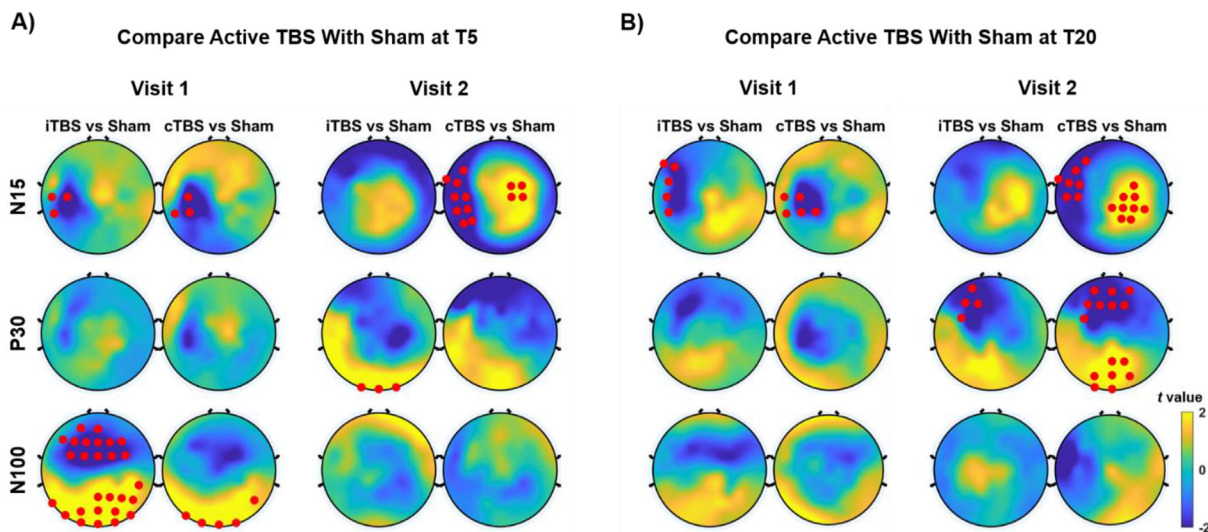 A)
Compare Active TBS With Sham at T5
B)
Compare Active TBS With Sham at T20
Visit 1
Visit 2
Visit 1
Visit 2
iTBS vs Sham
cTBS vs Sham
iTBS vs Sham
cTBS vs Sham
iTBS vs Sham
cTBS vs Sham
iTBS vs Sham
cTBS vs Sham
N15
P30
N100
t value
2
0
-2